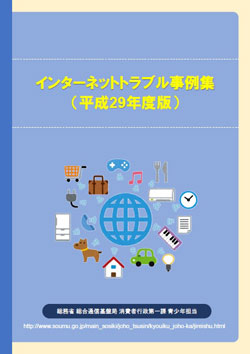 インターネットトラブル事例集
（平成29年度版）
総務省 総合通信基盤局 消費者行政第一課 青少年担当
http://www.soumu.go.jp/main_sosiki/joho_tsusin/kyouiku_joho-ka/jireishu.html